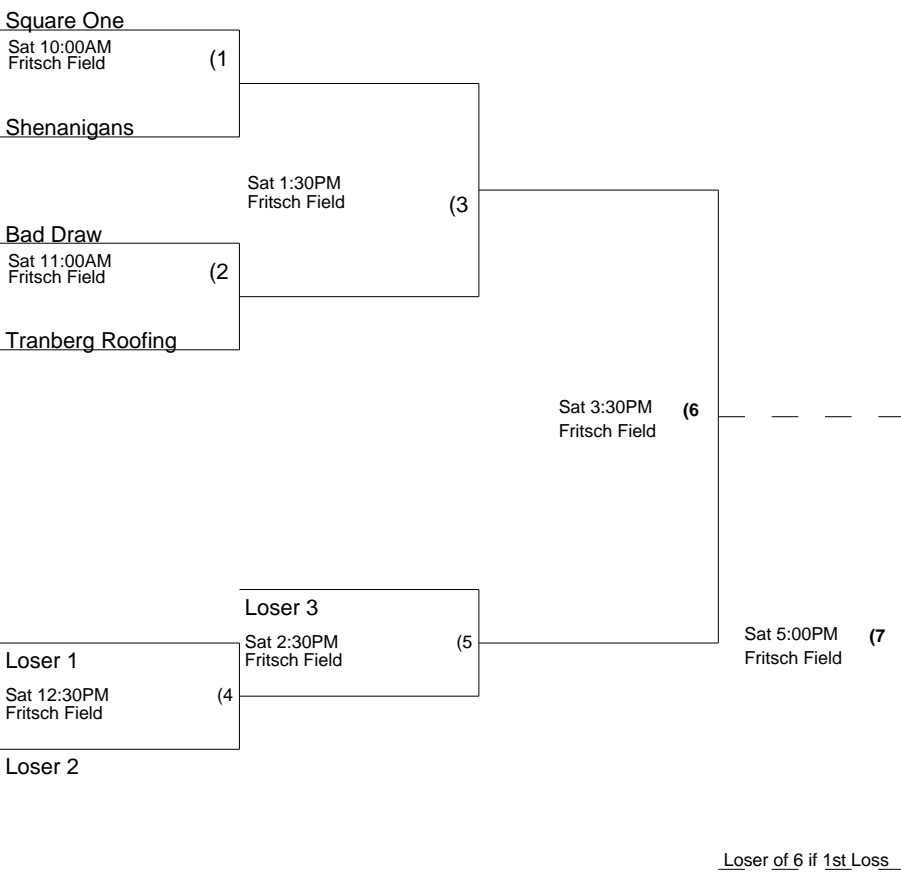 Square One
Sat 10:00AM
Fritsch Field
(1
Shenanigans
Sat 1:30PM
Fritsch Field
(3
Bad Draw
Sat 11:00AM
Fritsch Field
(2
Tranberg Roofing
Sat 3:30PM
Fritsch Field
(6
Loser 3
Sat 2:30PM
Fritsch Field
(5
Sat 5:00PM
Fritsch Field
(7
Loser 1
Sat 12:30PM
Fritsch Field
(4
Loser 2
Loser of 6 if 1st Loss